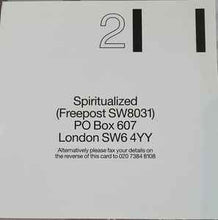 2
Spiritualized
(Freepost SW8031)
PO Box 607
London SW6 4YY
Alternatively please fax your details on
the reverse of this card to 020 7384 8108